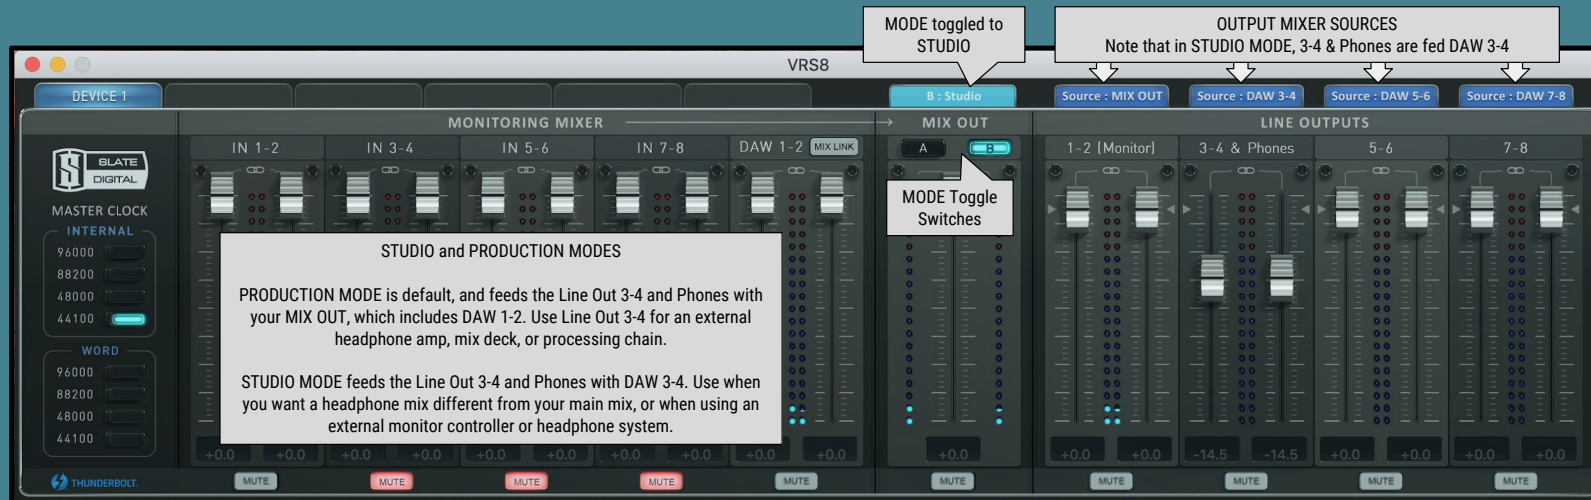 MODE toggled to
STUDIO
OUTPUT MIXER SOURCES
Note that in STUDIO MODE, 3-4 & Phones are fed DAW 3-4
VRS8
DEVICE 1
B : Studio
Source : MIX OUT
Source : DAW 3-4
Source : DAW 5-6
Source : DAW 7-8
MONITORING MIXER
MIX OUT
LINE OUTPUTS
IN 1-2
IN 3-4
IN 5-6
IN 7-8
DAW 1-2
MIX LINK
A
B
1-2 (Monitor)
3-4 & Phones
5-6
7-8
SLATE
DIGITAL
MASTER CLOCK
INTERNAL
96000
88200
48000
44100
WORD
96000
88200
48000
44100
MODE Toggle
Switches
STUDIO and PRODUCTION MODES
PRODUCTION MODE is default, and feeds the Line Out 3-4 and Phones with
your MIX OUT, which includes DAW 1-2. Use Line Out 3-4 for an external
headphone amp, mix deck, or processing chain.
STUDIO MODE feeds the Line Out 3-4 and Phones with DAW 3-4. Use when
you want a headphone mix different from your main mix, or when using an
external monitor controller or headphone system.
+0.0 +0.0 +0.0 +0.0 +0.0 +0.0 +0.0 +0.0 +0.0 +0.0 +0.0 +0.0 +0.0 -14.5 -14.5 +0.0 +0.0 +0.0 +0.0
THUNDERBOLT.
MUTE MUTE MUTE MUTE MUTE MUTE MUTE MUTE MUTE MUTE